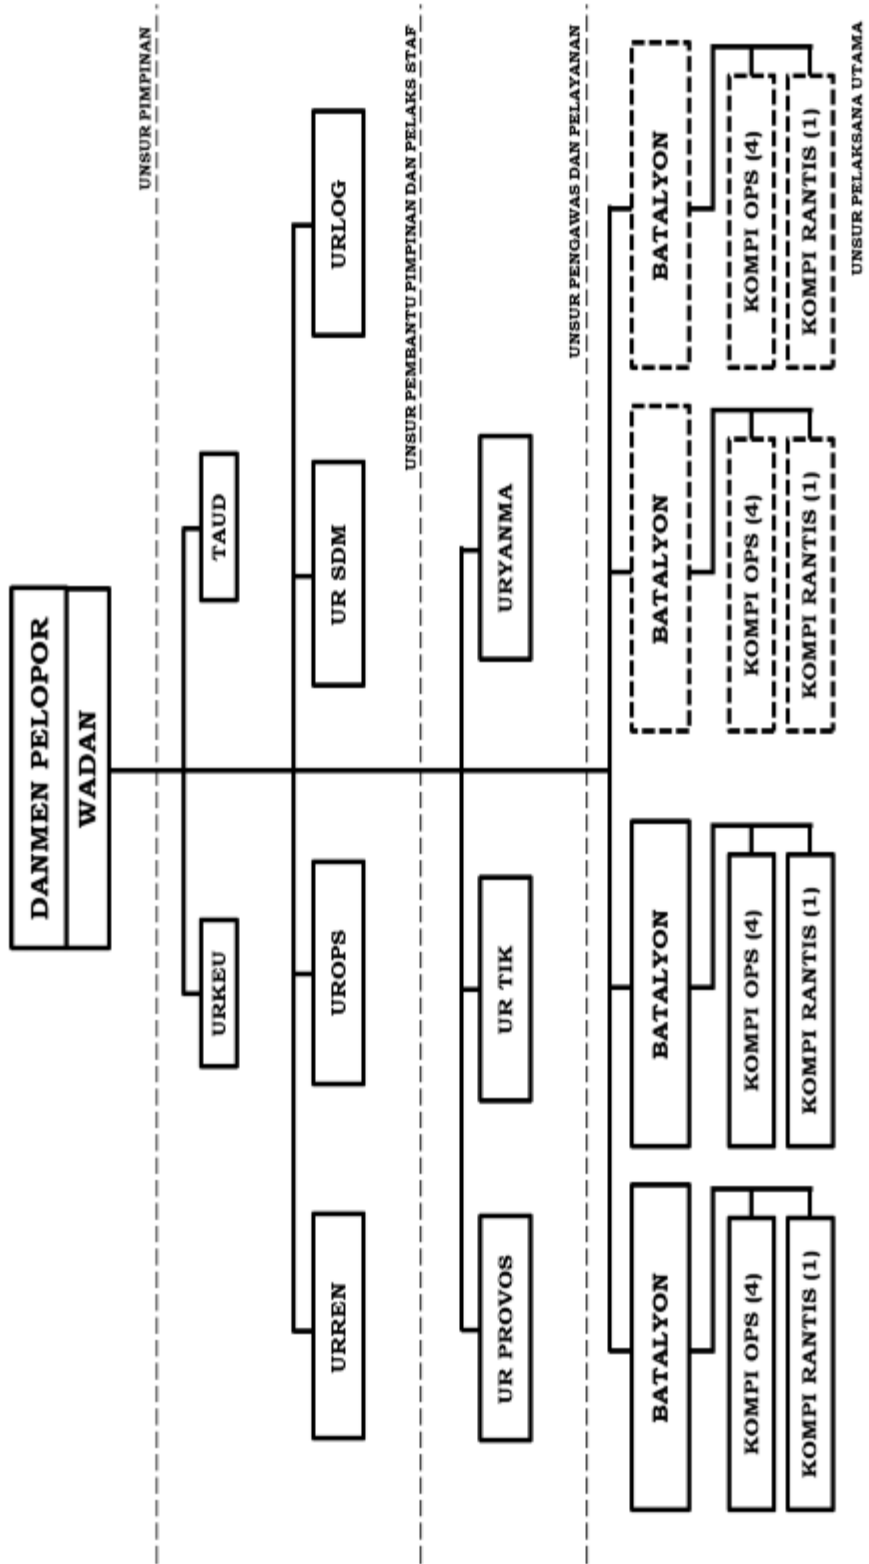 DANMEN PELOPOR
WADAN
UNSUR PIMPINAN
URKEU
TAUD
URREN
UROPS
UR SDM
URLOG
UNSUR PEMBANTU PIMPINAN DAN PELAKS STAF
UR PROVOS
UR TIK
URYANMA
UNSUR PENGAWAS DAN PELAYANAN
BATALYON
BATALYON
BATALYON
BATALYON
KOMPI OPS (4)
KOMPI OPS (4)
KOMPI OPS (4)
KOMPI OPS (4)
KOMPI RANTIS (1)
KOMPI RANTIS (1)
KOMPI RANTIS (1)
KOMPI RANTIS (1)
UNSUR PELAKSANA UTAMA